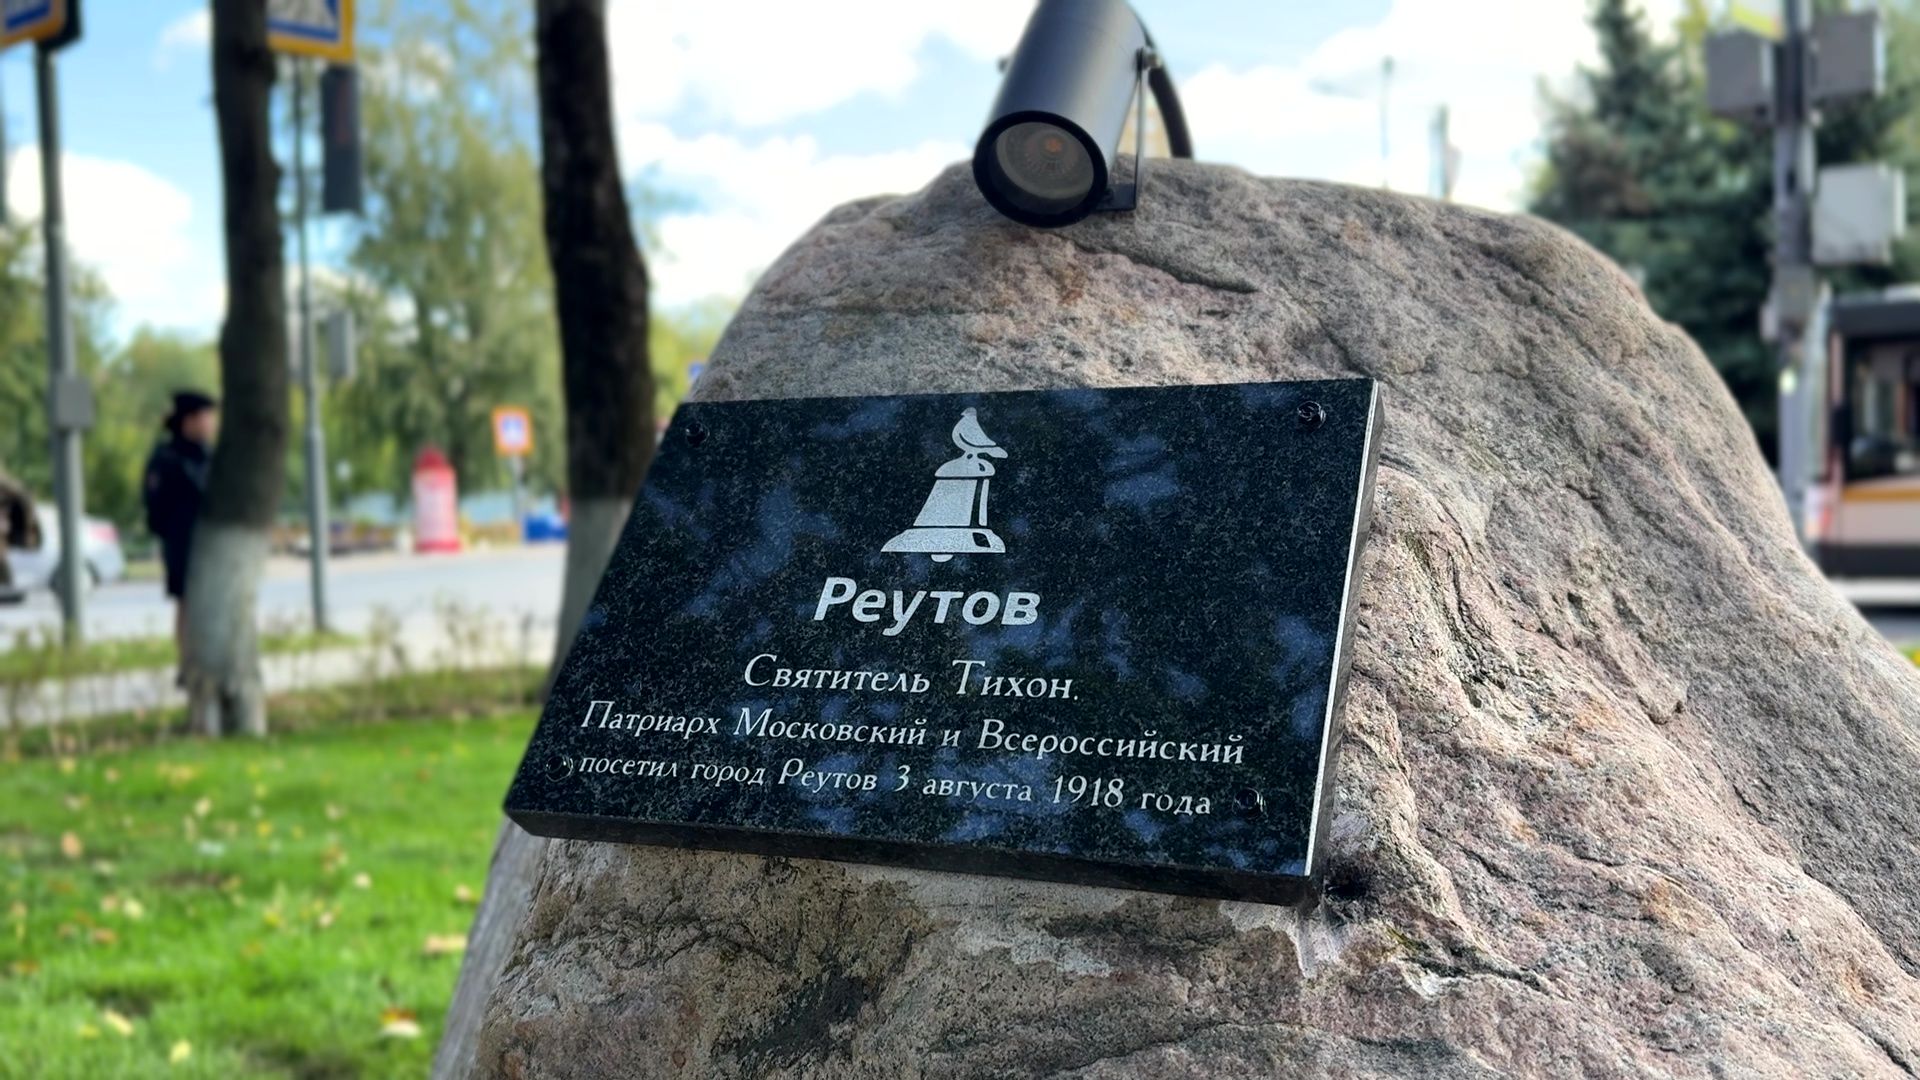 Реутов
Святитель Тихон.
Патриарх Московский и Всероссийский
посетил город Реутов 3 августа 1918 года